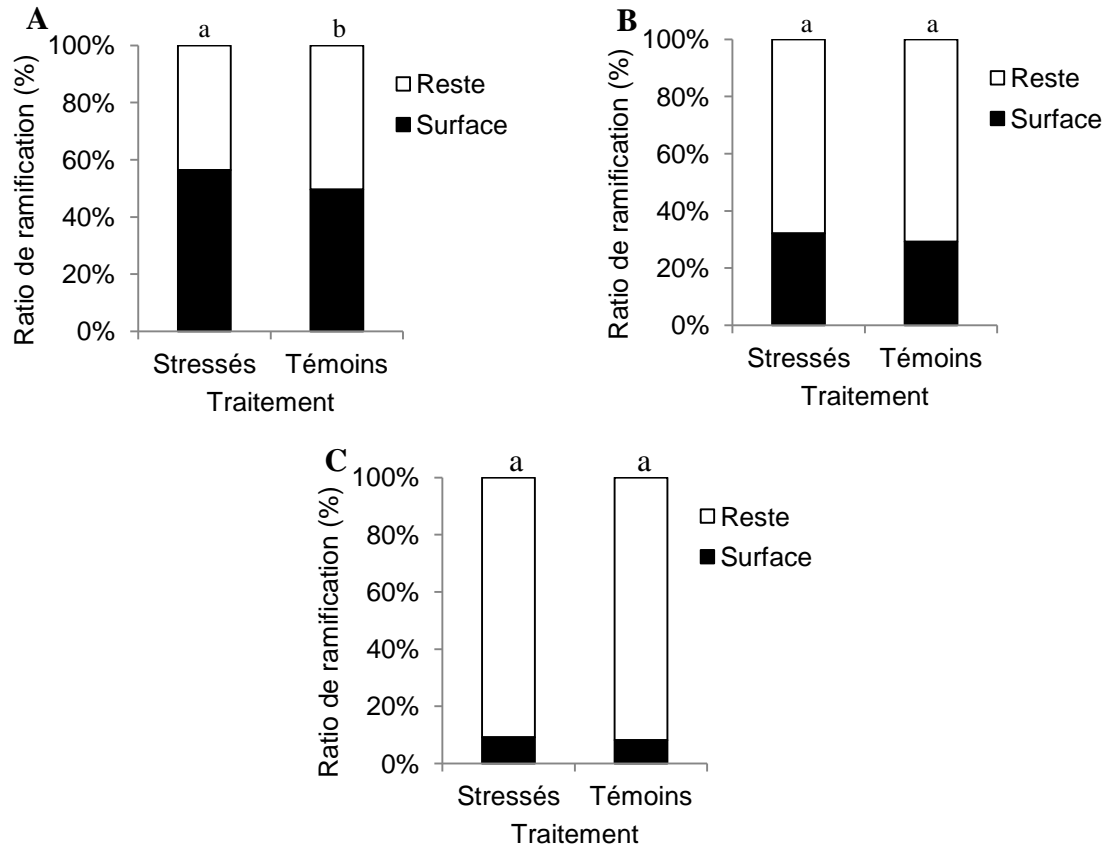 A
Ratio de ramification (%)
100%
80%
60%
40%
20%
0%
a
b
Reste
Surface
Stressés
Témoins
Traitement
B
Ratio de ramification (%)
100%
80%
60%
40%
20%
0%
a
a
Reste
Surface
Stressés
Témoins
Traitement
C
Ratio de ramification (%)
100%
80%
60%
40%
20%
0%
a
a
Reste
Surface
Stressés
Témoins
Traitement